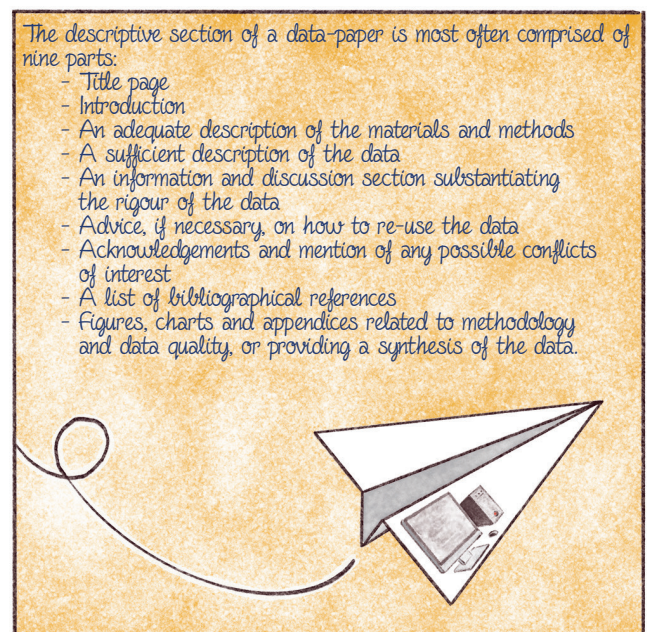 The descriptive section of a data-paper is most often comprised of
nine parts:
- Title page
- Introduction
- An adequate description of the materials and methods
- A sufficient description of the data
- An information and discussion section substantiating
the rigour of the data
- Advice, if necessary, on how to re-use the data
- Acknowledgements and mention of any possible conflicts
of interest
- A list of bibliographical references
- Figures, charts and appendices related to methodology
and data quality, or providing a synthesis of the data.